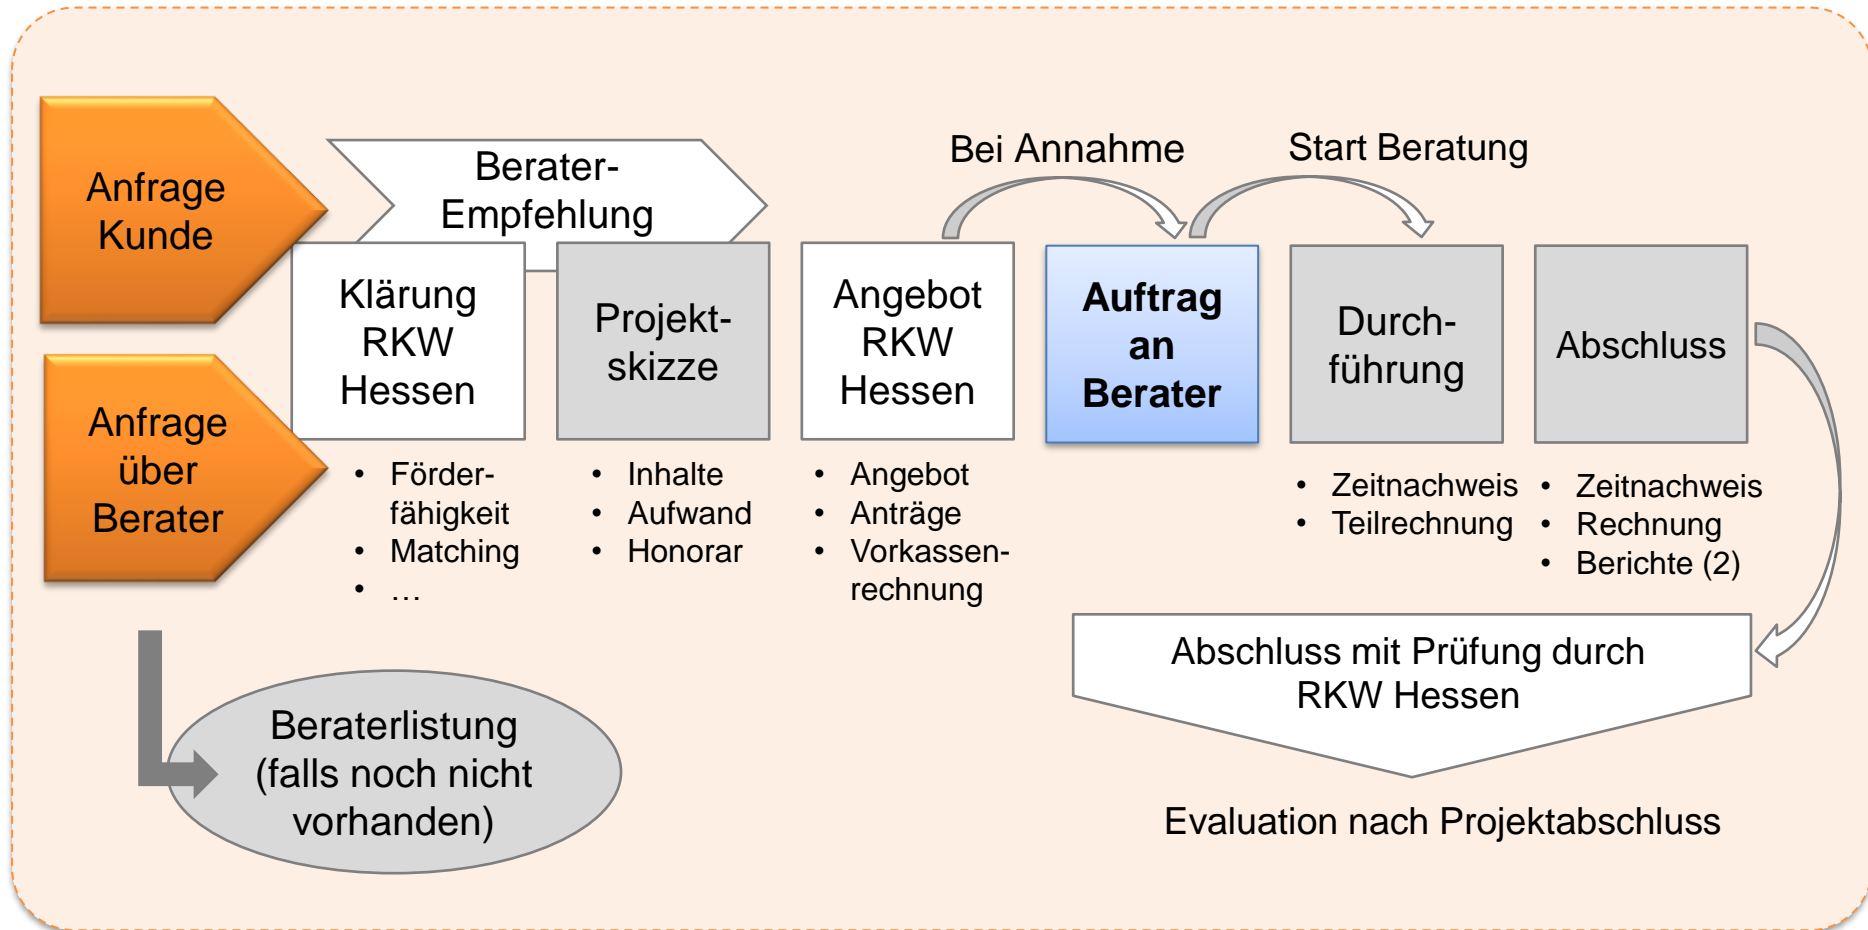 Anfrage
Kunde
Anfrage
über
Berater
Berater-
Empfehlung
Bei Annahme
Start Beratung
Klärung
RKW
Hessen
Projekt-
skizze
Angebot
RKW
Hessen
Auftrag
an
Berater
Durch-
führung
Abschluss
• Förder-
fähigkeit
• Matching
• …
• Inhalte
• Aufwand
• Honorar
• Angebot
• Anträge
• Vorkassen-
rechnung
• Zeitnachweis
• Teilrechnung
• Zeitnachweis
• Rechnung
• Berichte (2)
Beraterlistung
(falls noch nicht
vorhanden)
Abschluss mit Prüfung durch
RKW Hessen
Evaluation nach Projektabschluss